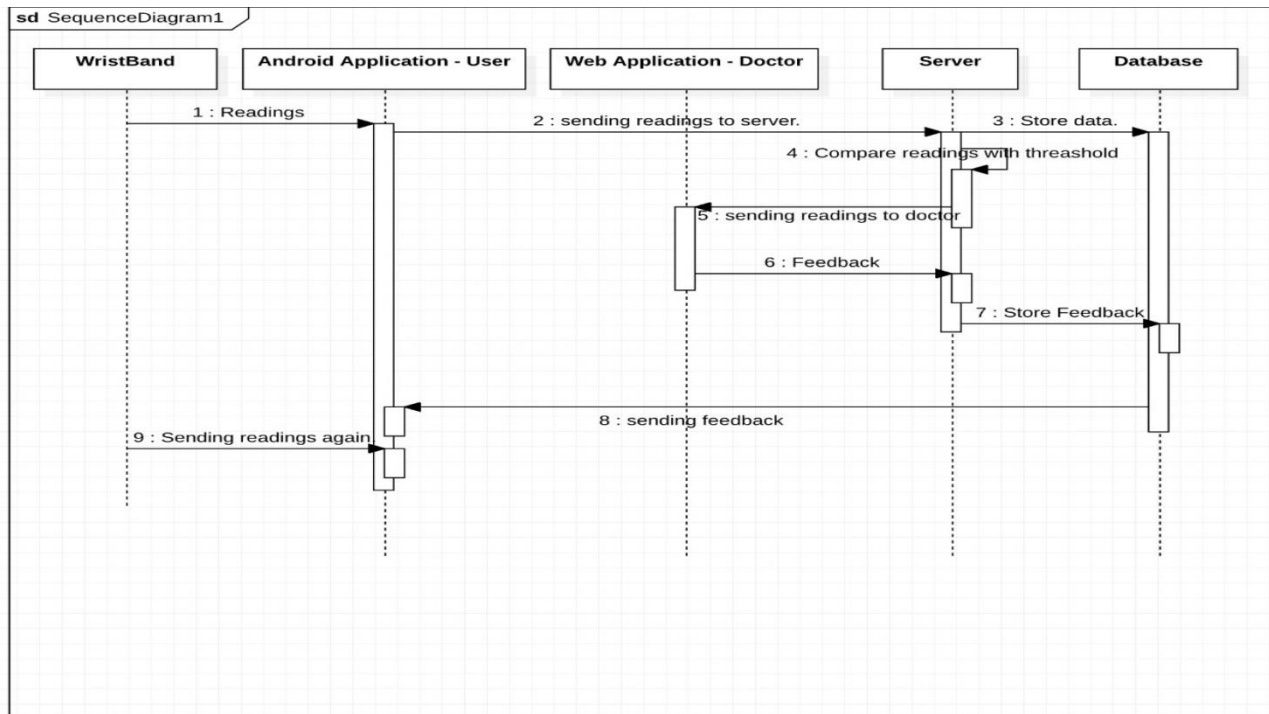 sd SequenceDiagram1
WristBand
Android Application - User
Web Application - Doctor
Server
Database
1 : Readings
2 : sending readings to server.
3 : Store data.
4 : Compare readings with threashold
5 : sending readings to doctor
6 : Feedback
7 : Store Feedback
8 : sending feedback
9 : Sending readings again.